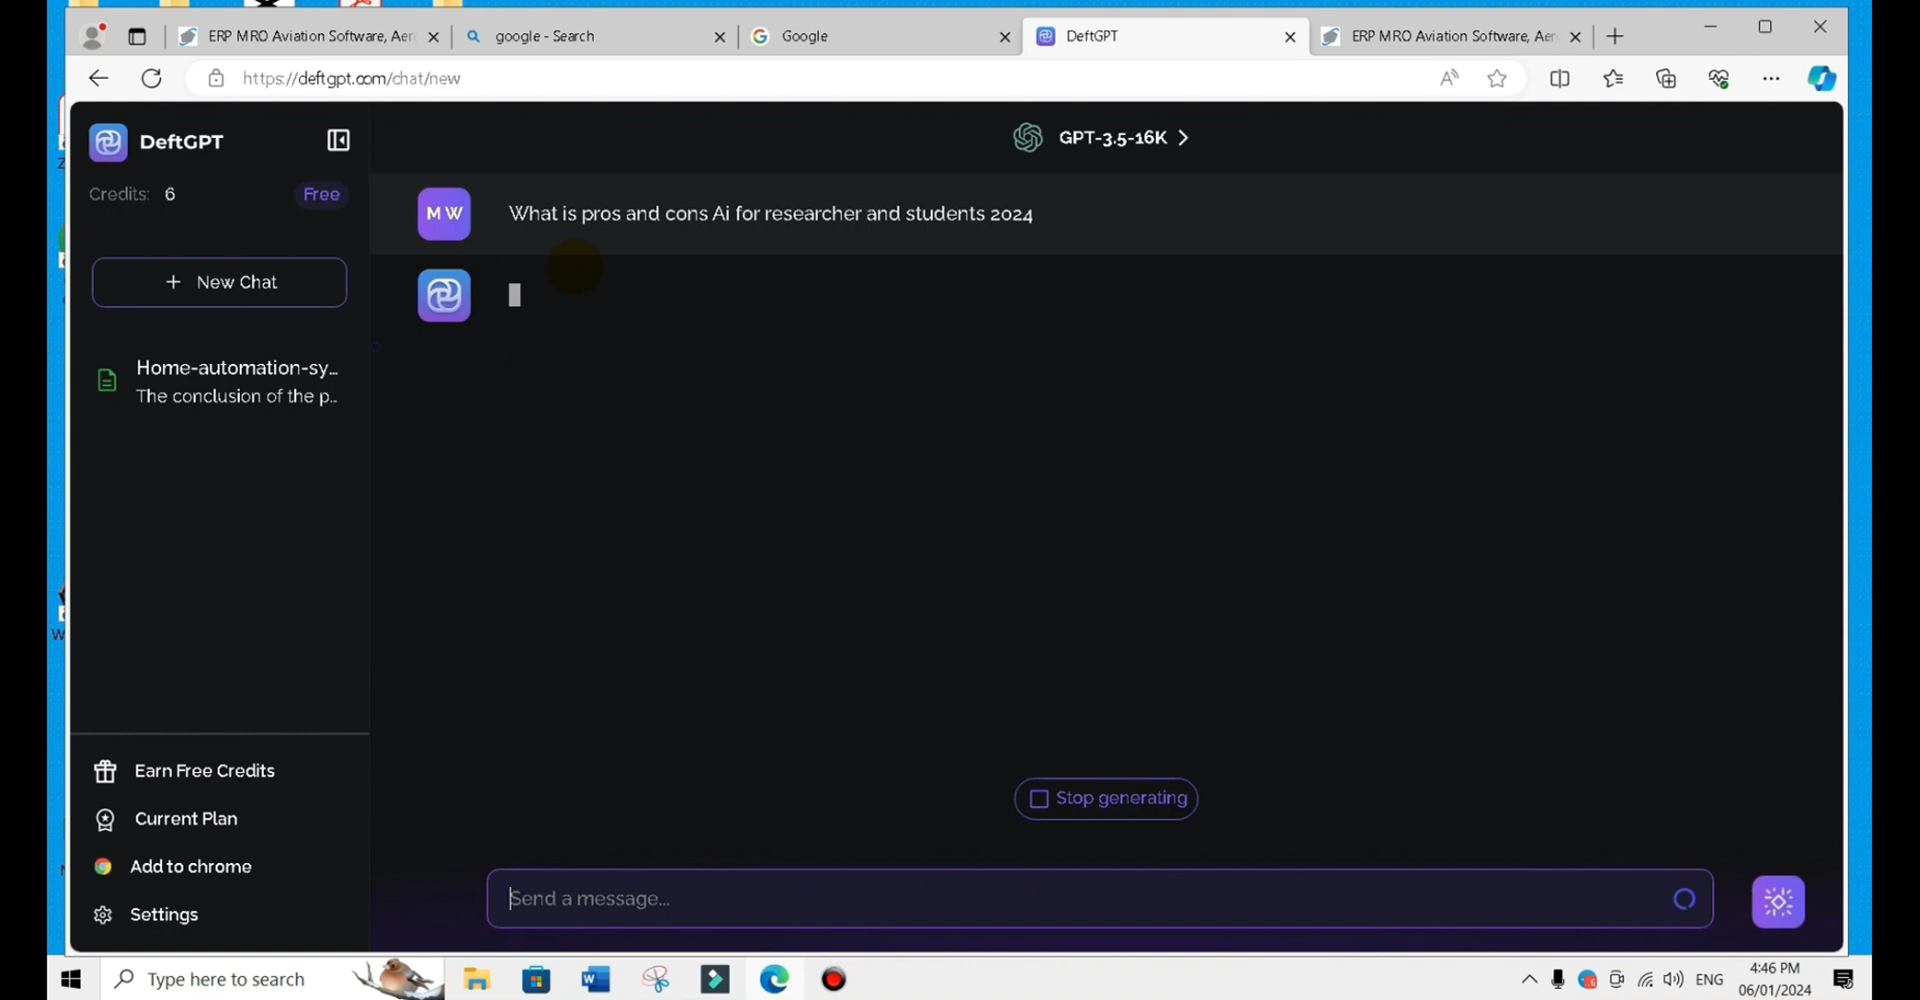 ERP MRO Aviation Software, Aer
google - Search
Google
DeftGPT
ERP MRO Aviation Software, Aer
https://deftgpt.com/chat/new
DeftGPT
GPT-3.5-16K
Credits: 6
Free
M W
What is pros and cons Ai for researcher and students 2024
+ New Chat
Home-automation-sy...
The conclusion of the p...
Earn Free Credits
Stop generating
Current Plan
Add to chrome
Send a message...
Settings
Type here to search
ENG
4:46 PM
06/01/2024